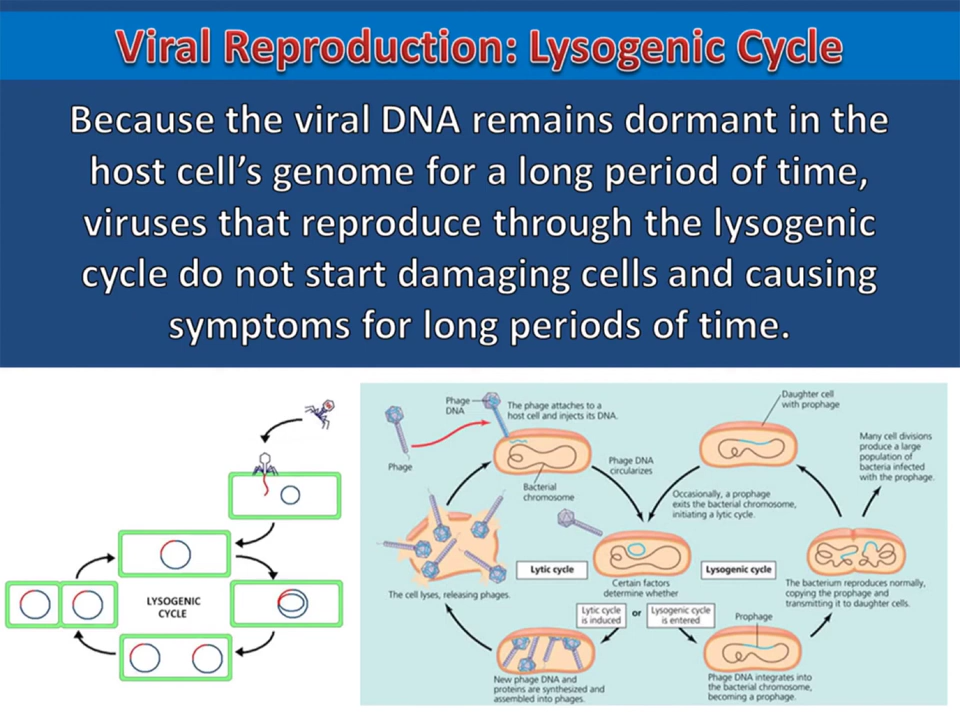 Viral Reproduction: Lysogenic Cycle
Because the viral DNA remains dormant in the
host cell's genome for a long period of time,
viruses that reproduce through the lysogenic
cycle do not start damaging cells and causing
symptoms for long periods of time.
LYSOGENIC
CYCLE
Phage
DNA
The phage attaches to a
host cell and injects its DNA.
Phage
Bacterial
chromosome
Phage DNA
circularizes
Daughter cell
with prophage
Many cell divisions
produce a large
population of
bacteria infected
with the prophage.
Occasionally, a prophage
exits the bacterial chromosome,
initiating a lytic cycle.
Lytic cycle
Lysogenic cycle
The cell lyses, releasing phages.
Certain factors
determine whether
The bacterium reproduces normally,
copying the prophage and
transmitting it to daughter cells.
Lytic cycle
is induced
or
Lysogenic cycle
is entered
Prophage
New phage DNA and
proteins are synthesized and
assembled into phages.
Phage DNA integrates into
the bacterial chromosome,
becoming a prophage.